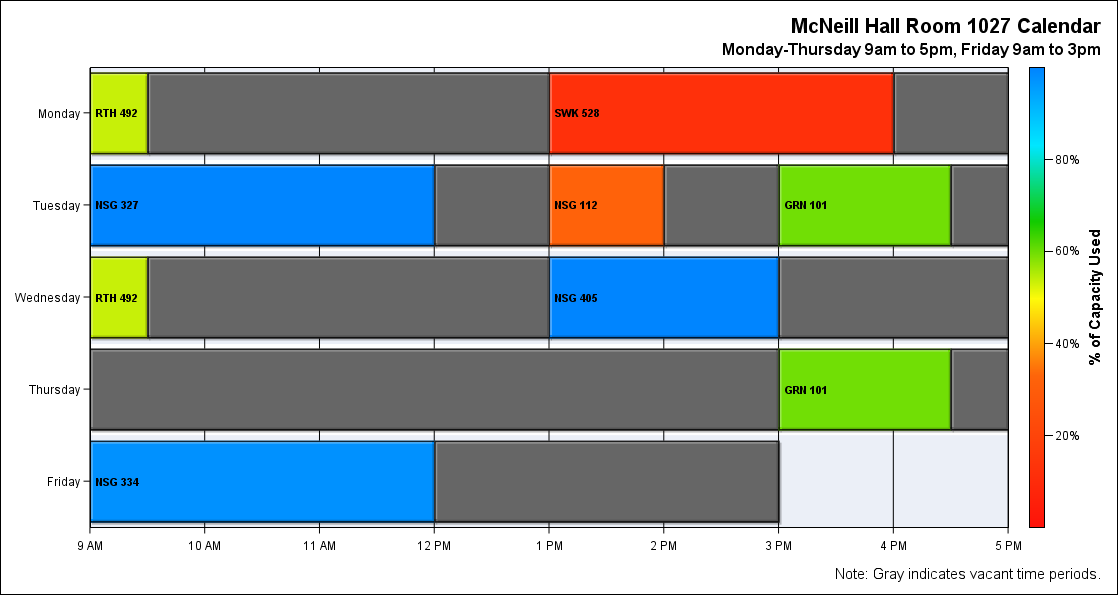 McNeill Hall Room 1027 Calendar
Monday-Thursday 9am to 5pm, Friday 9am to 3pm
Monday
RTH 492
SWK 528
Tuesday
NSG 327
NSG 112
GRN 101
Wednesday
RTH 492
NSG 405
Thursday
GRN 101
Friday
NSG 334
9 AM
10 AM
11 AM
12 PM
1 PM
2 PM
3 PM
4 PM
5 PM
80%
60%
40%
20%
% of Capacity Used
Note: Gray indicates vacant time periods.